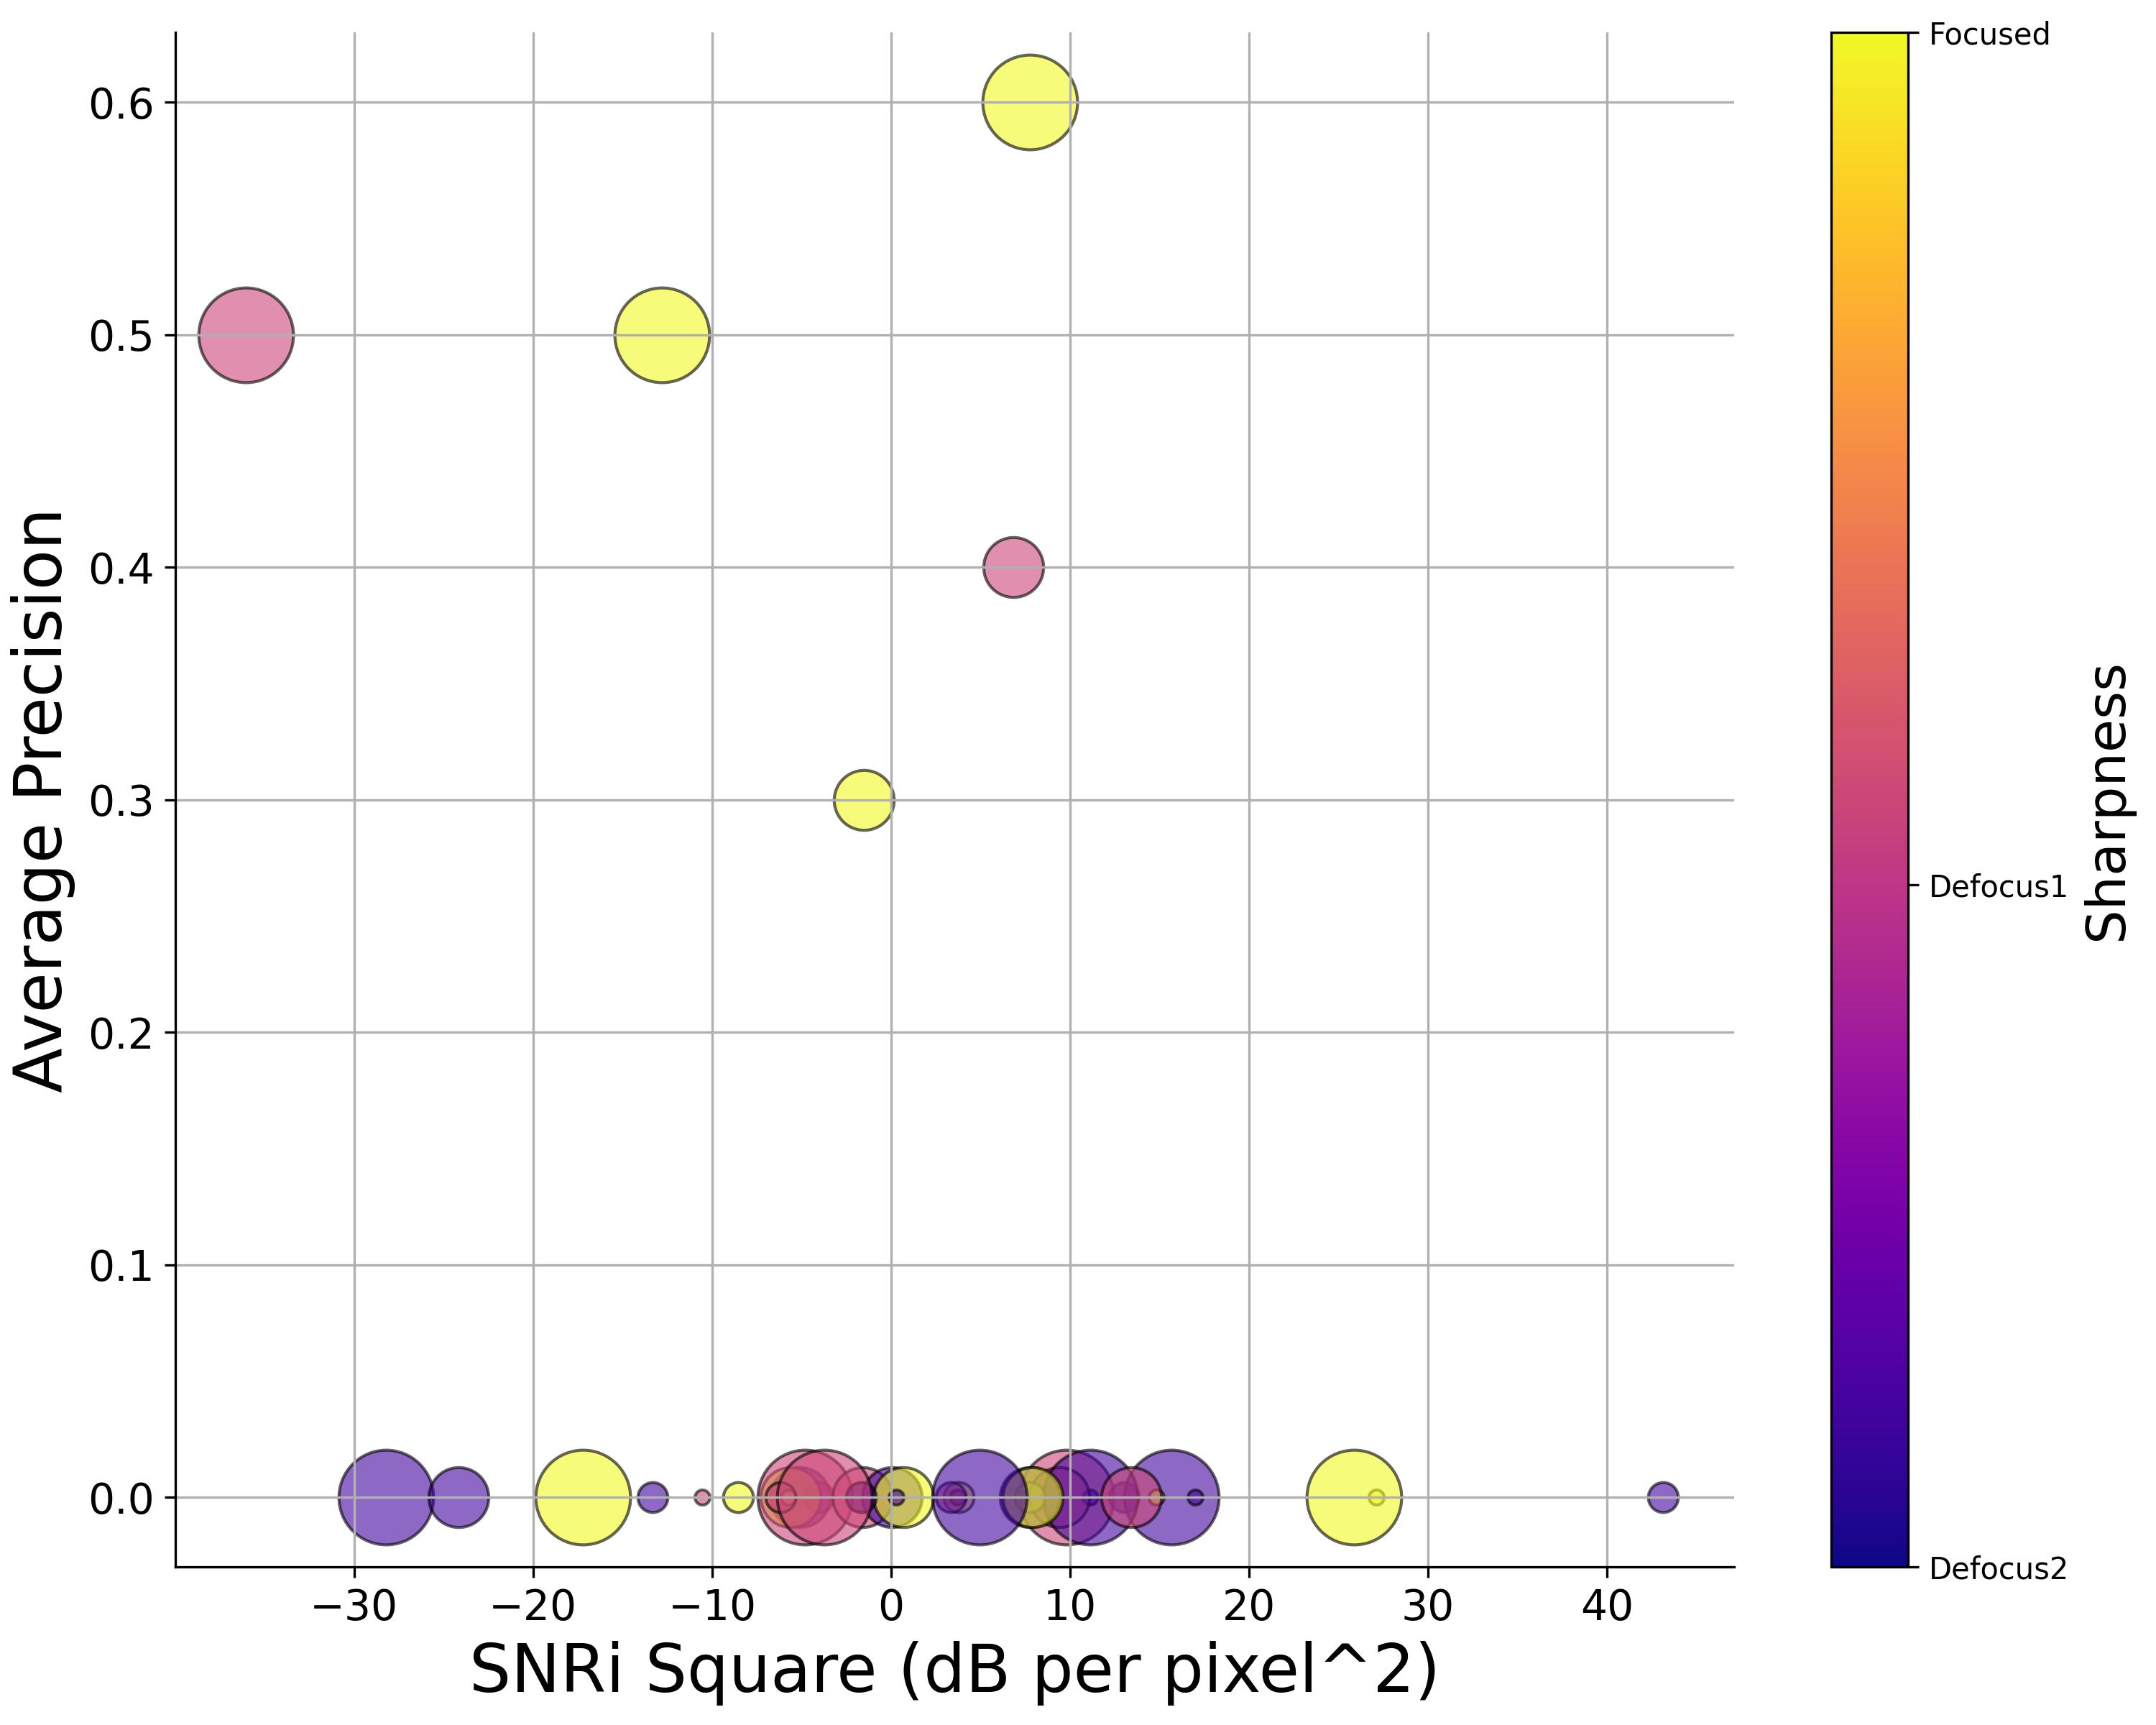 Average Precision
0.6
0.5
0.4
0.3
0.2
0.1
0.0
−30 −20 −10 0 10 20 30 40
SNRi Square (dB per pixel^2)
Focused
Defocus1
Defocus2
Sharpness